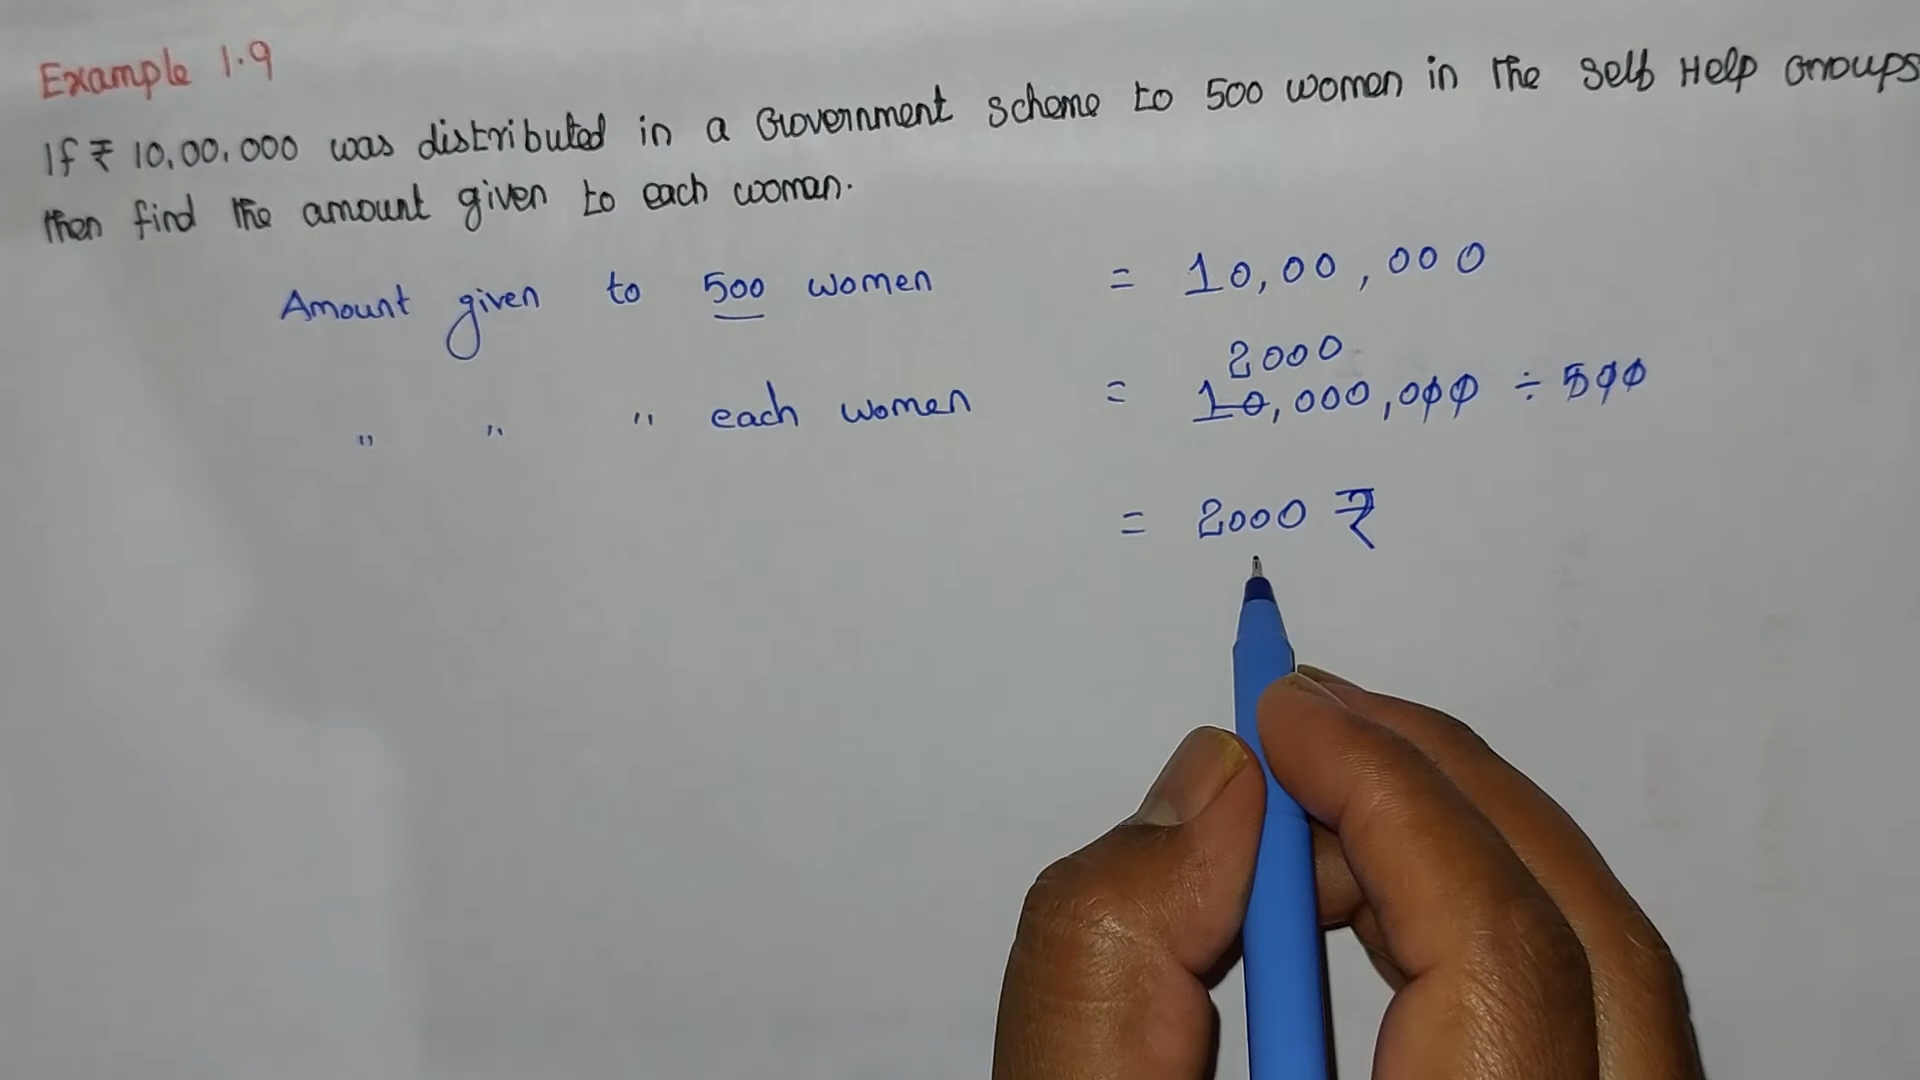 Example 1.9
If ₹ 10,00,000 was distributed in a Government scheme to 500 women in the Self Help Groups
then find the amount given to each woman.
Amount given to 500 women = 10,00,000
2000
" " " each women = 10,000,000 ÷ 500
= 2000 ₹